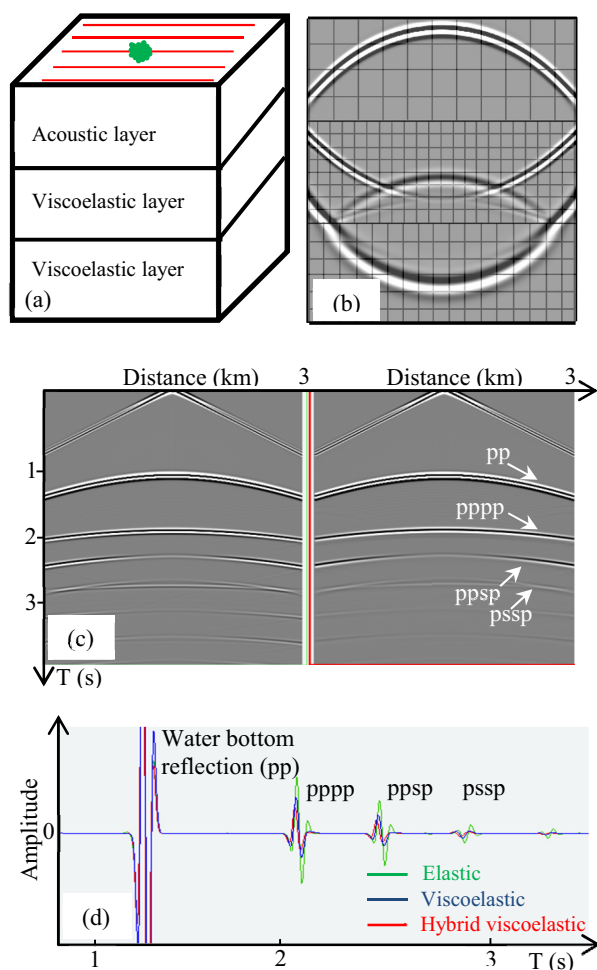 Acoustic layer
Viscoelastic layer
Viscoelastic layer
(a)
(b)
Distance (km) 3 Distance (km) 3
1
2
3
T (s)
pp
pppp
ppsp
pssp
(c)
Amplitude
0
Water bottom
reflection (pp)
pppp ppsp pssp
Elastic
Viscoelastic
Hybrid viscoelastic
(d)
1 2 3 T (s)